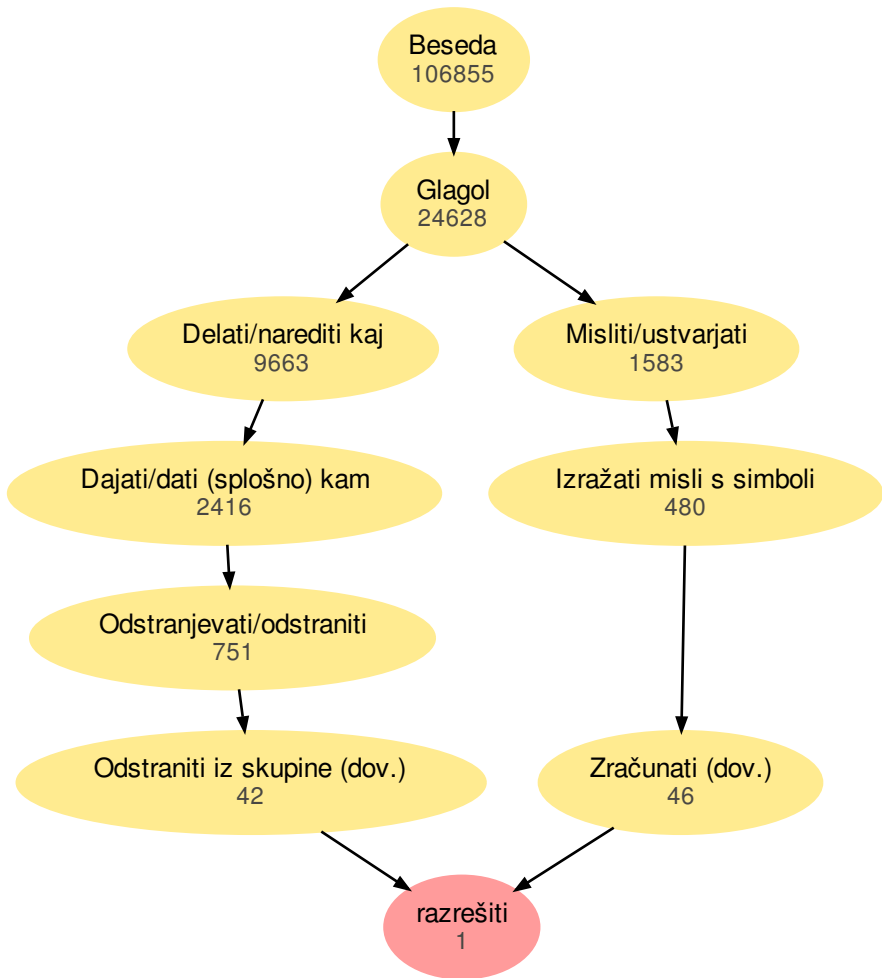 Beseda
106855
Glagol
24628
Delati/narediti kaj
9663
Misliti/ustvarjati
1583
Dajati/dati (splošno) kam
2416
Izražati misli s simboli
480
Odstranjevati/odstraniti
751
Odstraniti iz skupine (dov.)
42
Zračunati (dov.)
46
razrešiti
1